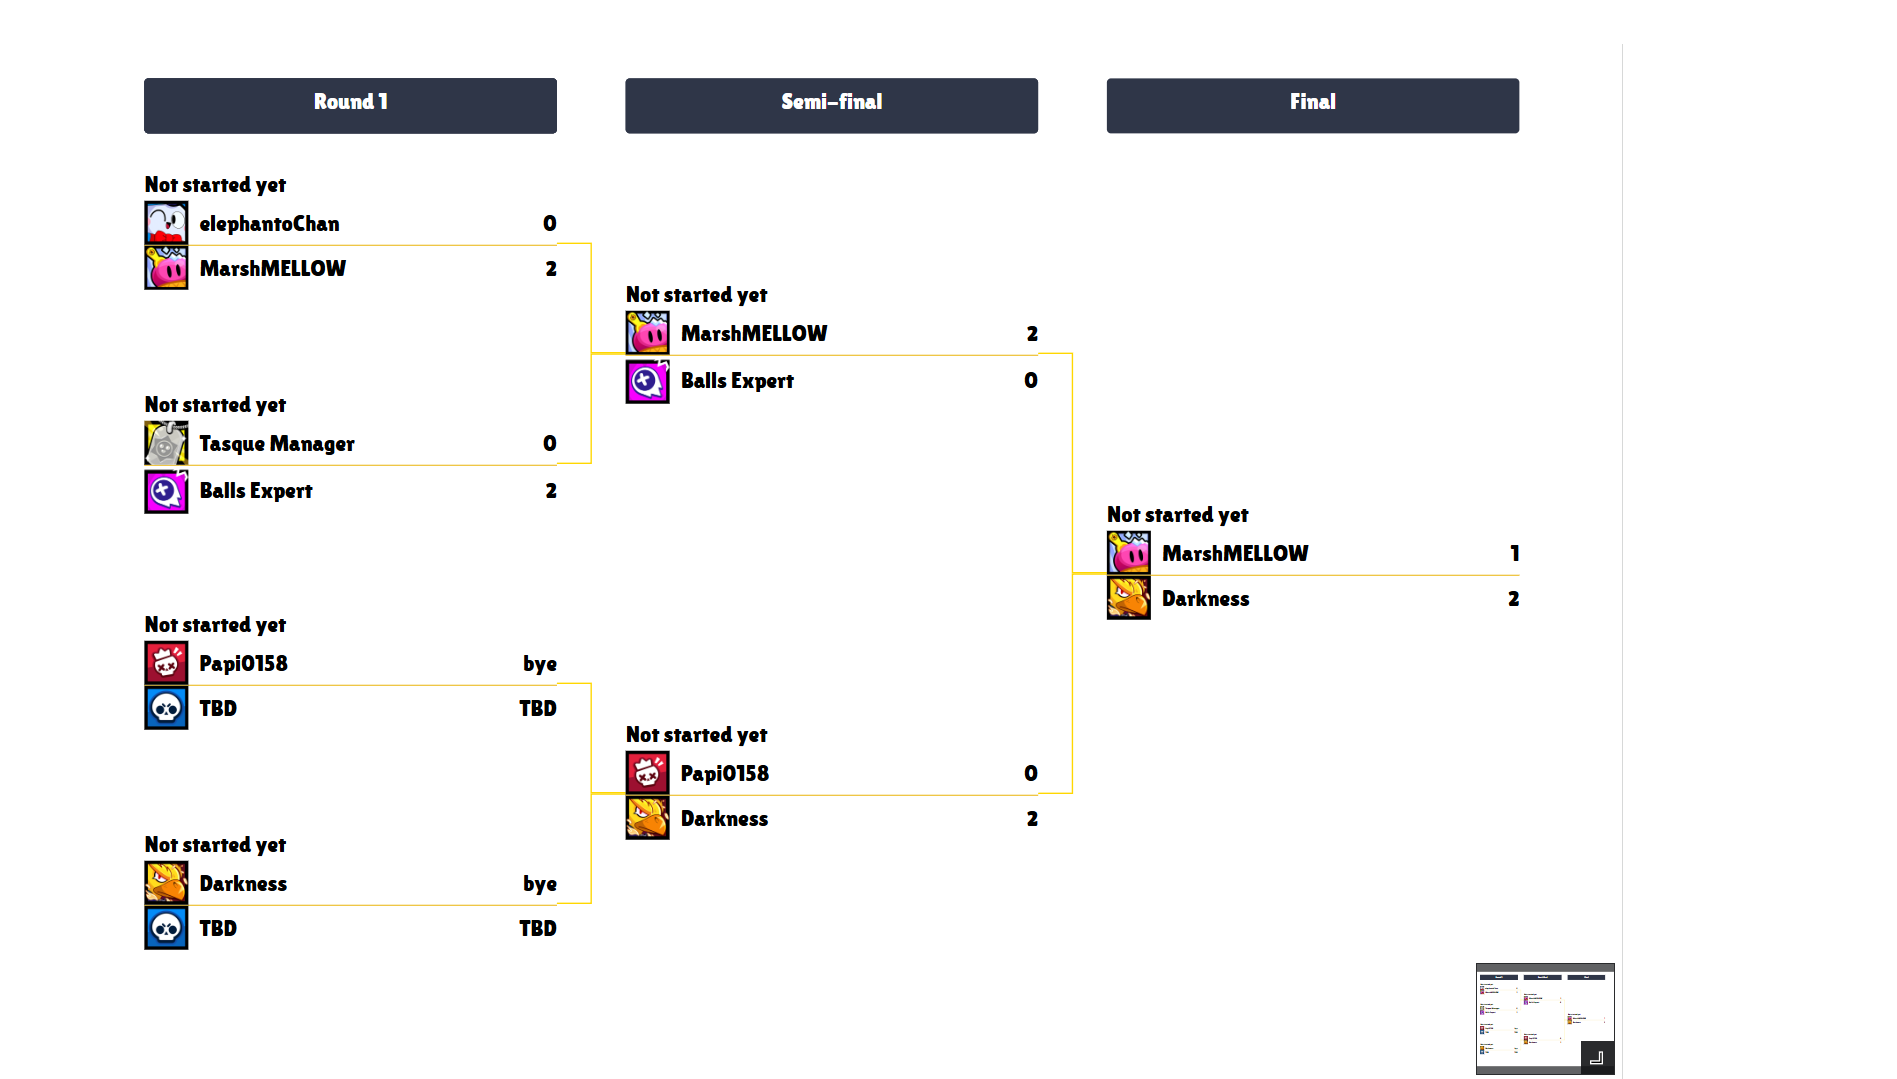 Round 1
Semi-final
Final
Not started yet
elephantoChan 0
MarshMELLOW 2
Not started yet
Tasque Manager 0
Balls Expert 2
Not started yet
Papi0158 bye
TBD TBD
Not started yet
Darkness bye
TBD TBD
Not started yet
MarshMELLOW 2
Balls Expert 0
Not started yet
Papi0158 0
Darkness 2
Not started yet
MarshMELLOW 1
Darkness 2